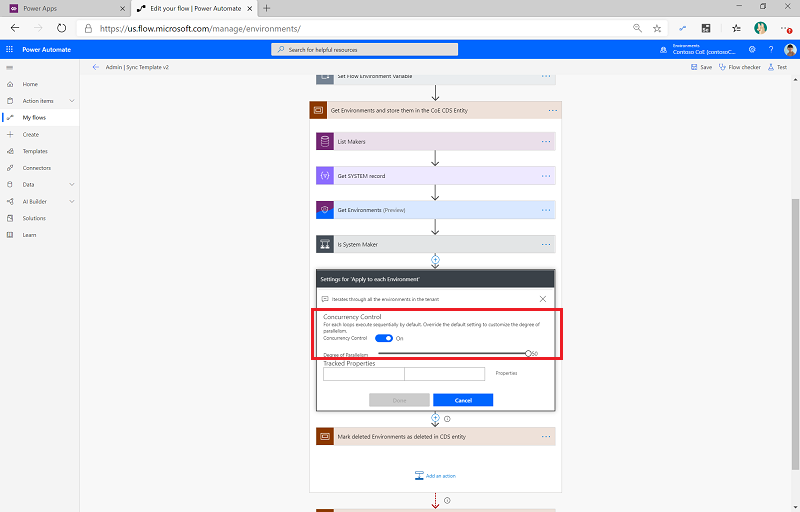 Power Apps
Edit your flow | Power Automate
https://us.flow.microsoft.com/manage/environments/
Power Automate
Search for helpful resources
Environments
Contoso CoE (contosoC...
Admin | Sync Template v2
Save
Flow checker
Test
Home
Action items
My flows
Create
Templates
Connectors
Data
AI Builder
Solutions
Learn
Set Flow Environment Variable
Get Environments and store them in the CoE CDS Entity
List Makers
Get SYSTEM record
Get Environments (Preview)
Is System Maker
Settings for 'Apply to each Environment'
Iterates through all the environments in the tenant
Concurrency Control
For each loops execute sequentially by default. Override the default setting to customize the degree of
parallelism.
Concurrency Control
On
Degree of Parallelism
50
Tracked Properties
Properties
Done
Cancel
Mark deleted Environments as deleted in CDS entity
Add an action